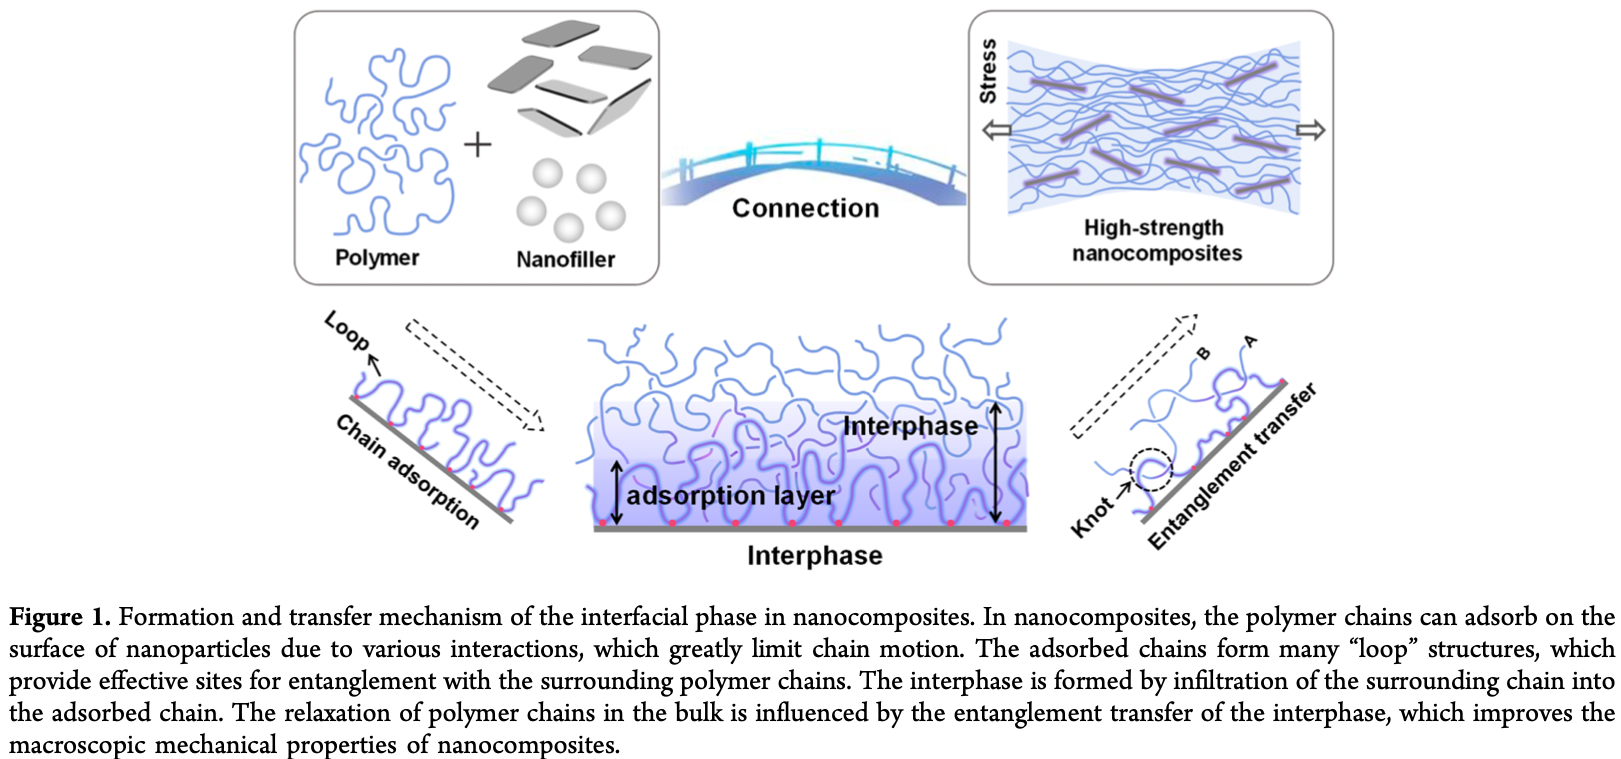 Polymer
+
Nanofiller
Connection
Stress
High-strength
nanocomposites
Loop
Chain adsorption
Interphase
adsorption layer
Interphase
B
A
Knot
Entanglement transfer
Figure 1. Formation and transfer mechanism of the interfacial phase in nanocomposites. In nanocomposites, the polymer chains can adsorb on the
surface of nanoparticles due to various interactions, which greatly limit chain motion. The adsorbed chains form many “loop” structures, which
provide effective sites for entanglement with the surrounding polymer chains. The interphase is formed by infiltration of the surrounding chain into
the adsorbed chain. The relaxation of polymer chains in the bulk is influenced by the entanglement transfer of the interphase, which improves the
macroscopic mechanical properties of nanocomposites.